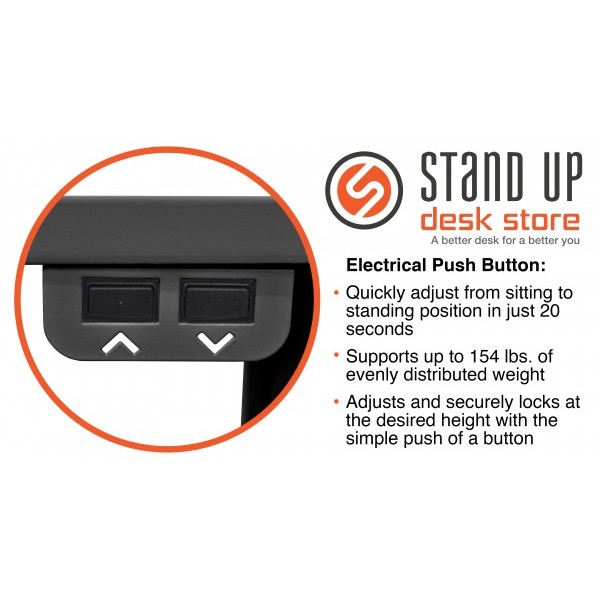 STAND UP
desk store
A better desk for a better you
Electrical Push Button:
• Quickly adjust from sitting to
standing position in just 20
seconds
• Supports up to 154 lbs. of
evenly distributed weight
• Adjusts and securely locks at
the desired height with the
simple push of a button